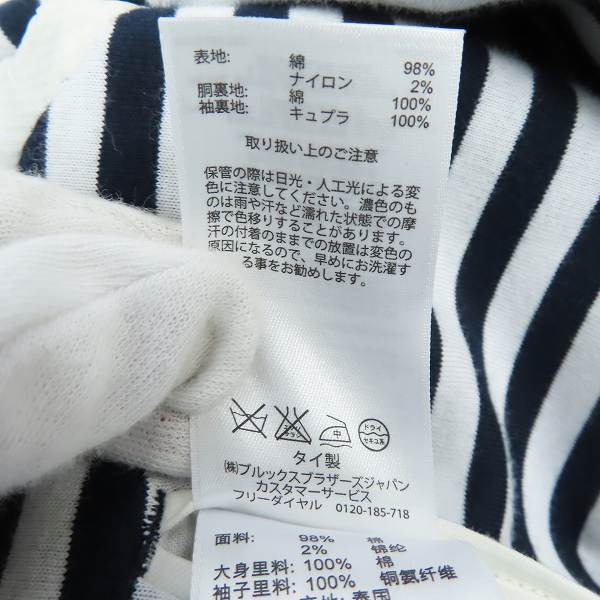 表地: 綿 98%
ナイロン 2%
胴裏地: 綿 100%
袖裏地: キュプラ 100%
取り扱い上のご注意
保管の際は日光・人工光による変
色に注意してください。濃色のも
のは雨や汗など濡れた状態での摩
擦で色移りすることがあります。
汗の付着のままでの放置は変色の
原因になるので、早めにお洗濯す
る事をお勧めします。
中 ドライ
セキユ系
タイ製
㈱ブルックスブラザーズジャパン
カスタマーサービス
フリーダイヤル 0120-185-718
面料: 98% 棉
2% 锦纶
大身里料: 100% 棉
袖子里料: 100% 铜氨纤维
产地: 泰国